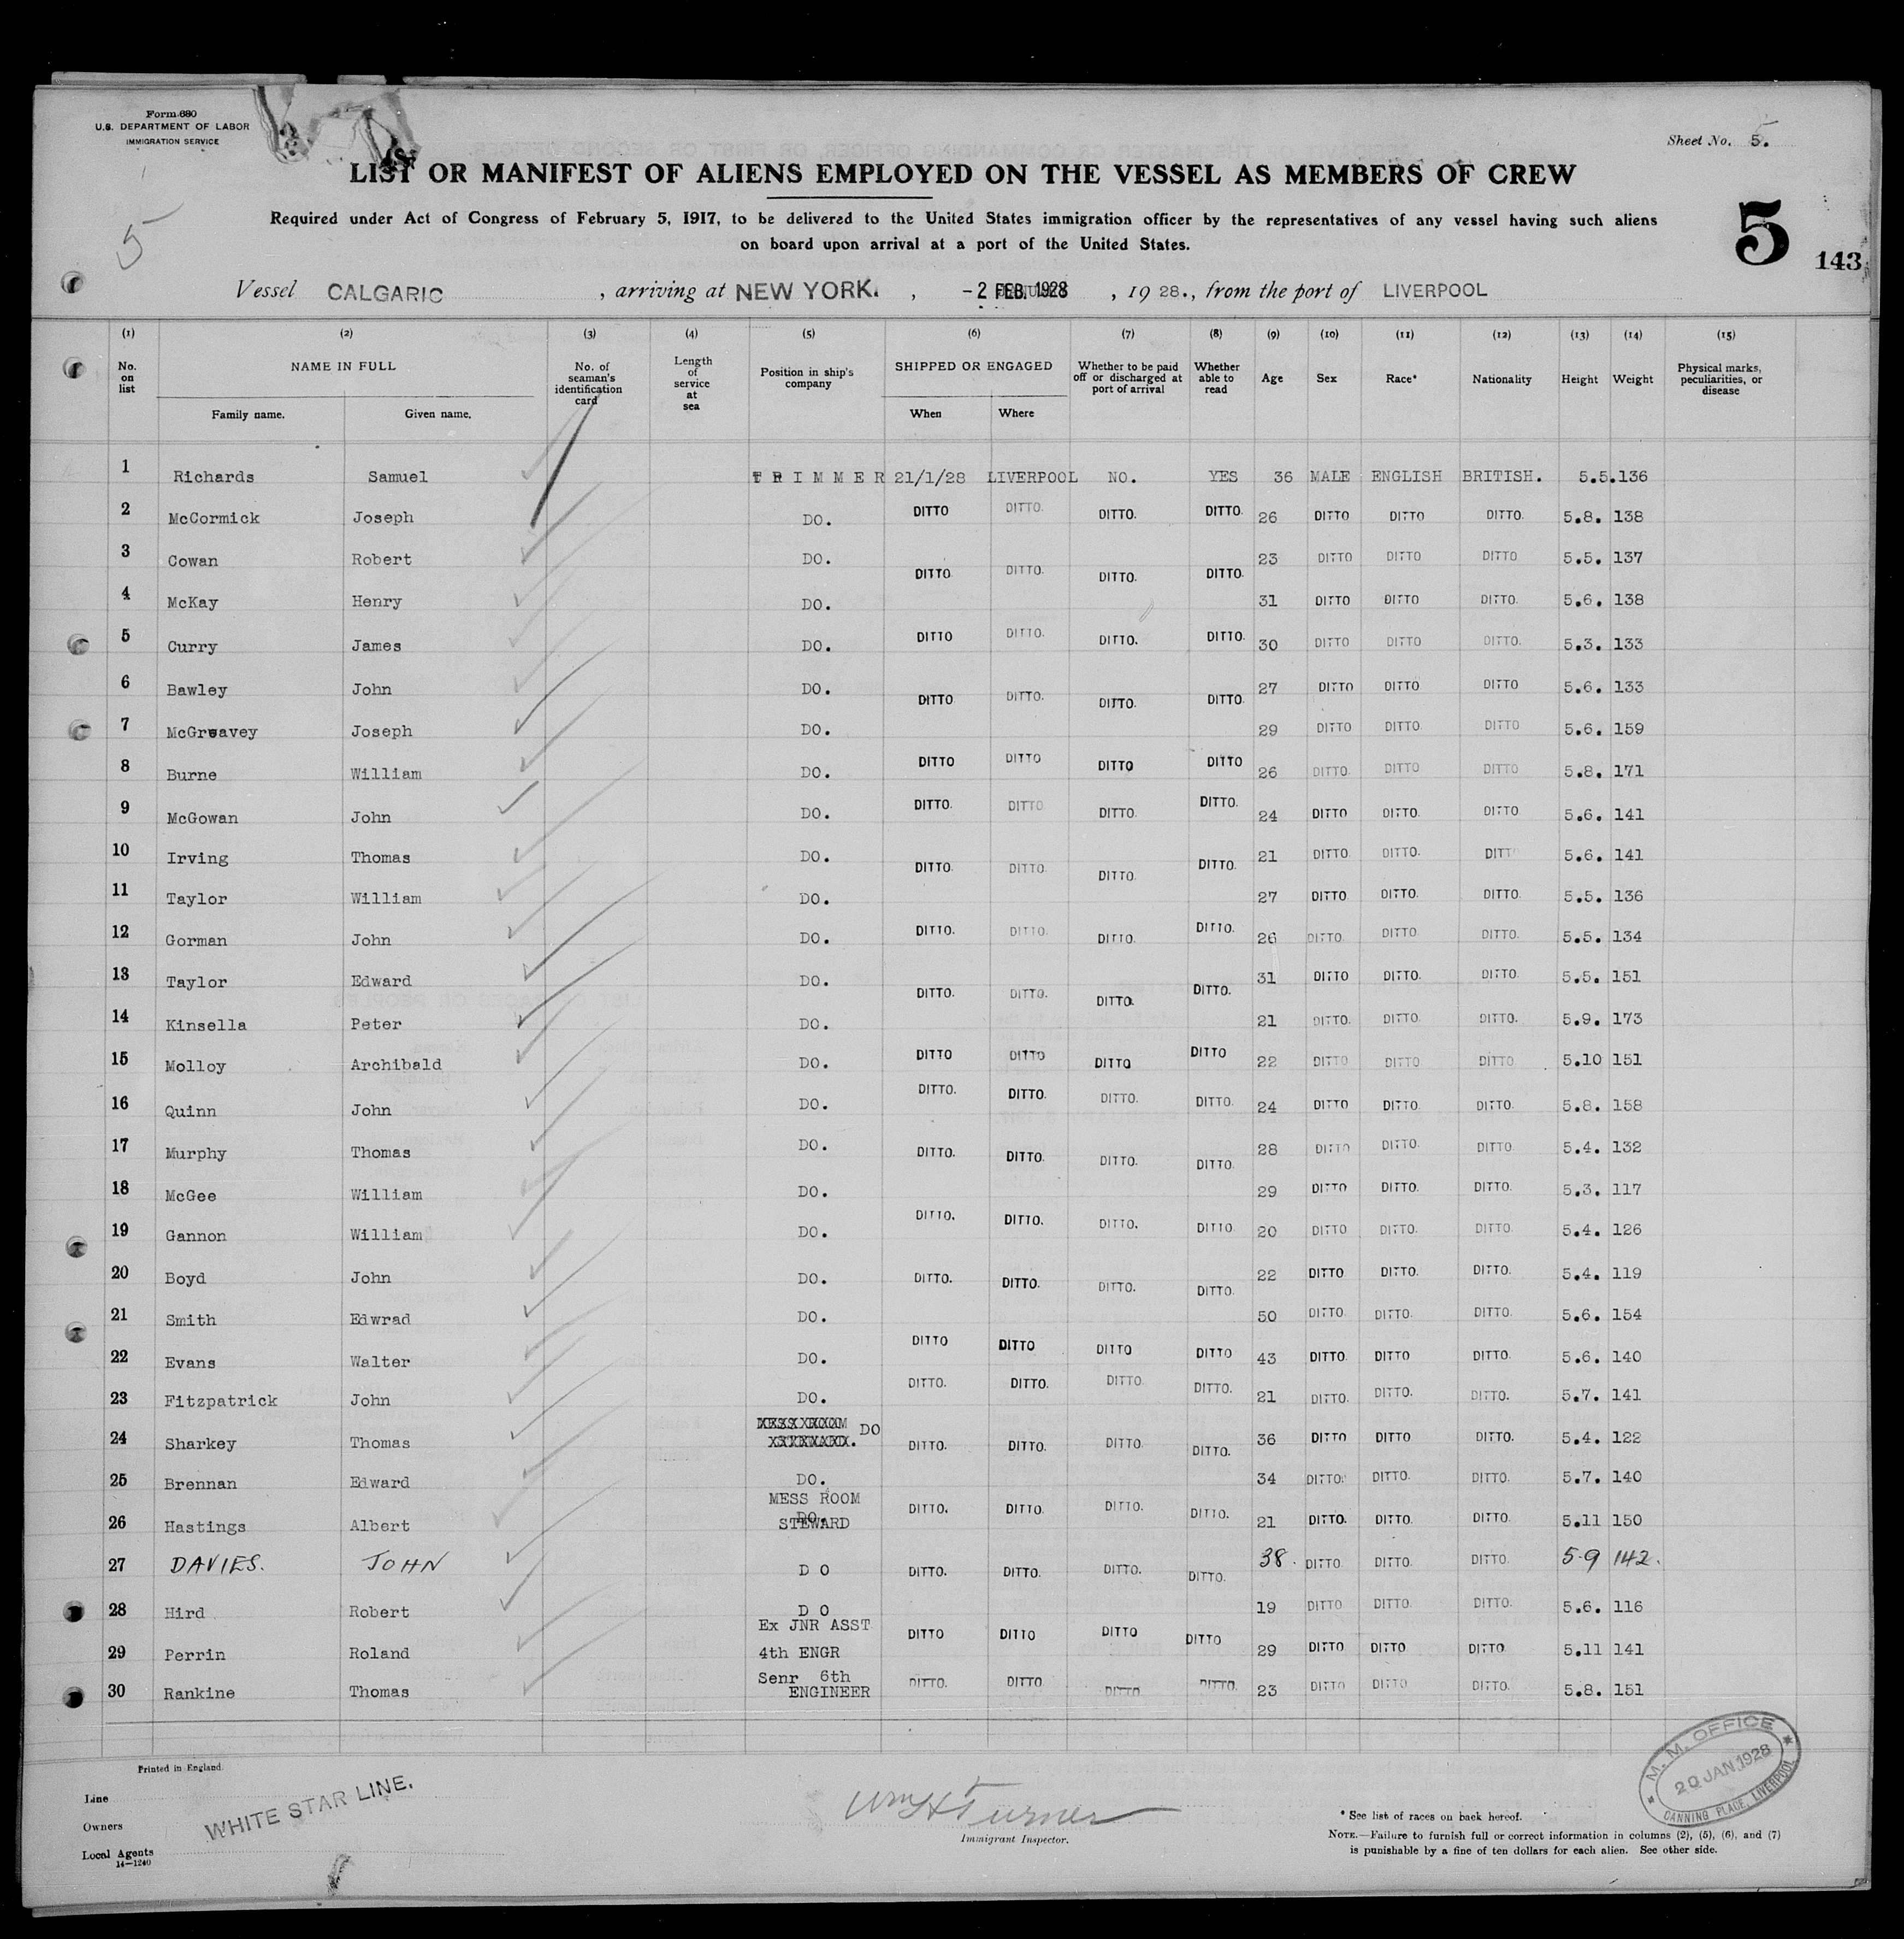 Form 680
U.S. DEPARTMENT OF LABOR
IMMIGRATION SERVICE
Sheet No. 5.
5
LIST OR MANIFEST OF ALIENS EMPLOYED ON THE VESSEL AS MEMBERS OF CREW
Required under Act of Congress of February 5, 1917, to be delivered to the United States immigration officer by the representatives of any vessel having such aliens
on board upon arrival at a port of the United States.
5
143
Vessel CALGARIC, arriving at NEW YORK., -2 FEB. 1928, 1928., from the port of LIVERPOOL
(1) (2) (3) (4) (5) (6) (7) (8) (9) (10) (11) (12) (13) (14) (15)
No. on list NAME IN FULL Family name. Given name. No. of seaman's identification card Length of service at sea Position in ship's company SHIPPED OR ENGAGED When Where Whether to be paid off or discharged at port of arrival Whether able to read Age Sex Race* Nationality Height Weight Physical marks, peculiarities, or disease
1 Richards Samuel TRIMMER 21/1/28 LIVERPOOL NO. YES 36 MALE ENGLISH BRITISH. 5.5. 136
2 McCormick Joseph DO. DITTO DITTO. DITTO. DITTO. 26 DITTO DITTO DITTO. 5.8. 138
3 Cowan Robert DO. DITTO DITTO. DITTO. DITTO. 23 DITTO DITTO DITTO 5.5. 137
4 McKay Henry DO. 31 DITTO DITTO DITTO. 5.6. 138
5 Curry James DO. DITTO DITTO. DITTO. DITTO. 30 DITTO DITTO DITTO. 5.3. 133
6 Bawley John DO. DITTO DITTO. DITTO. DITTO. 27 DITTO DITTO DITTO 5.6. 133
7 McGreavey Joseph DO. 29 DITTO DITTO. DITTO 5.6. 159
8 Burne William DO. DITTO DITTO DITTO DITTO 26 DITTO. DITTO DITTO 5.8. 171
9 McGowan John DO. DITTO. DITTO DITTO. DITTO. 24 DITTO DITTO. DITTO 5.6. 141
10 Irving Thomas DO. DITTO. DITTO. DITTO. DITTO. 21 DITTO. DITTO. DITTO 5.6. 141
11 Taylor William DO. 27 DITTO DITTO. DITTO. 5.5. 136
12 Gorman John DO. DITTO. DITTO. DITTO. DITTO. 26 DITTO. DITTO DITTO. 5.5. 134
13 Taylor Edward DO. DITTO. DITTO. DITTO. DITTO. 31 DITTO DITTO. DITTO. 5.5. 151
14 Kinsella Peter DO. 21 DITTO. DITTO. DITTO. 5.9. 173
15 Molloy Archibald DO. DITTO DITTO DITTO DITTO 22 DITTO DITTO DITTO 5.10 151
16 Quinn John DO. DITTO. DITTO. DITTO. DITTO. 24 DITTO DITTO. DITTO. 5.8. 158
17 Murphy Thomas DO. DITTO. DITTO. DITTO. DITTO. 28 DITTO DITTO. DITTO 5.4. 132
18 McGee William DO. 29 DITTO DITTO. DITTO. 5.3. 117
19 Gannon William DO. DITTO. DITTO. DITTO. DITTO 20 DITTO DITTO. DITTO. 5.4. 126
20 Boyd John DO. DITTO. DITTO. DITTO. DITTO. 22 DITTO DITTO. DITTO. 5.4. 119
21 Smith Edwrad DO. 50 DITTO. DITTO. DITTO. 5.6. 154
22 Evans Walter DO. DITTO DITTO DITTO DITTO 43 DITTO. DITTO DITTO. 5.6. 140
23 Fitzpatrick John DO. DITTO. DITTO. DITTO. DITTO. 21 DITTO. DITTO. DITTO. 5.7. 141
24 Sharkey Thomas DO DITTO. DITTO. DITTO. DITTO. 36 DITTO DITTO DITTO. 5.4. 122
25 Brennan Edward DO. 34 DITTO. DITTO. DITTO. 5.7. 140
26 Hastings Albert MESS ROOM STEWARD DITTO. DITTO. DITTO. DITTO. 21 DITTO. DITTO. DITTO. 5.11 150
27 DAVIES. JOHN DO DITTO. DITTO. DITTO. DITTO. 38. DITTO. DITTO. DITTO. 5-9 142.
28 Hird Robert DO 19 DITTO DITTO. DITTO. 5.6. 116
29 Perrin Roland Ex JNR ASST 4th ENGR DITTO DITTO DITTO DITTO 29 DITTO DITTO DITTO. 5.11 141
30 Rankine Thomas Senr 6th ENGINEER DITTO. DITTO. DITTO DITTO. 23 DITTO DITTO DITTO. 5.8. 151
Printed in England.
Line
Owners
Local Agents
14—1240
WHITE STAR LINE.
Wm H Turner
Immigrant Inspector.
* See list of races on back hereof.
NOTE.—Failure to furnish full or correct information in columns (2), (5), (6), and (7)
is punishable by a fine of ten dollars for each alien. See other side.
M. M. OFFICE
20 JAN. 1928
CANNING PLACE, LIVERPOOL